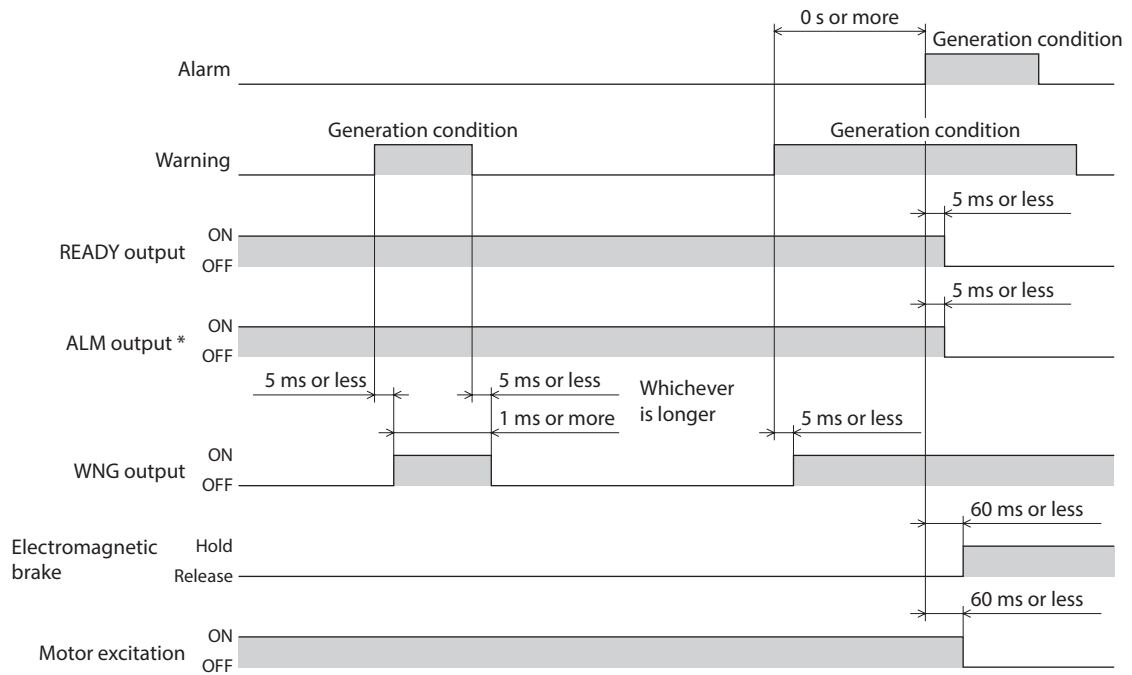 0 s or more
Generation condition
Alarm
Generation condition
Generation condition
Warning
5 ms or less
ON
READY output
OFF
5 ms or less
ON
ALM output *
OFF
5 ms or less
5 ms or less
Whichever
is longer
1 ms or more
5 ms or less
ON
WNG output
OFF
60 ms or less
Electromagnetic
brake
Hold
Release
60 ms or less
ON
Motor excitation
OFF